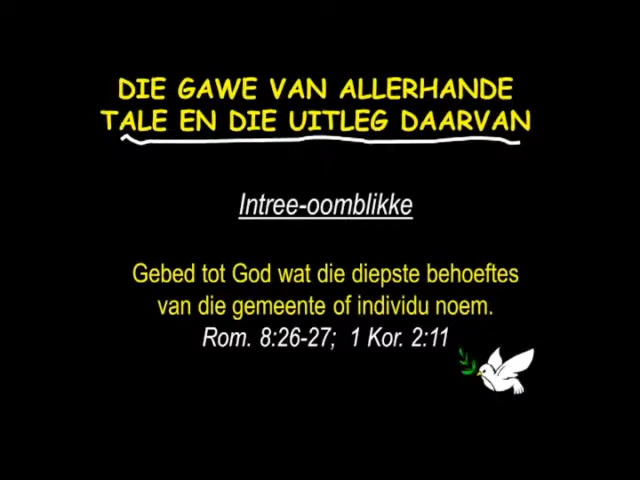 DIE GAWE VAN ALLERHANDE
TALE EN DIE UITLEG DAARVAN
Intree-oomblikke
Gebed tot God wat die diepste behoeftes
van die gemeente of individu noem.
Rom. 8:26-27; 1 Kor. 2:11